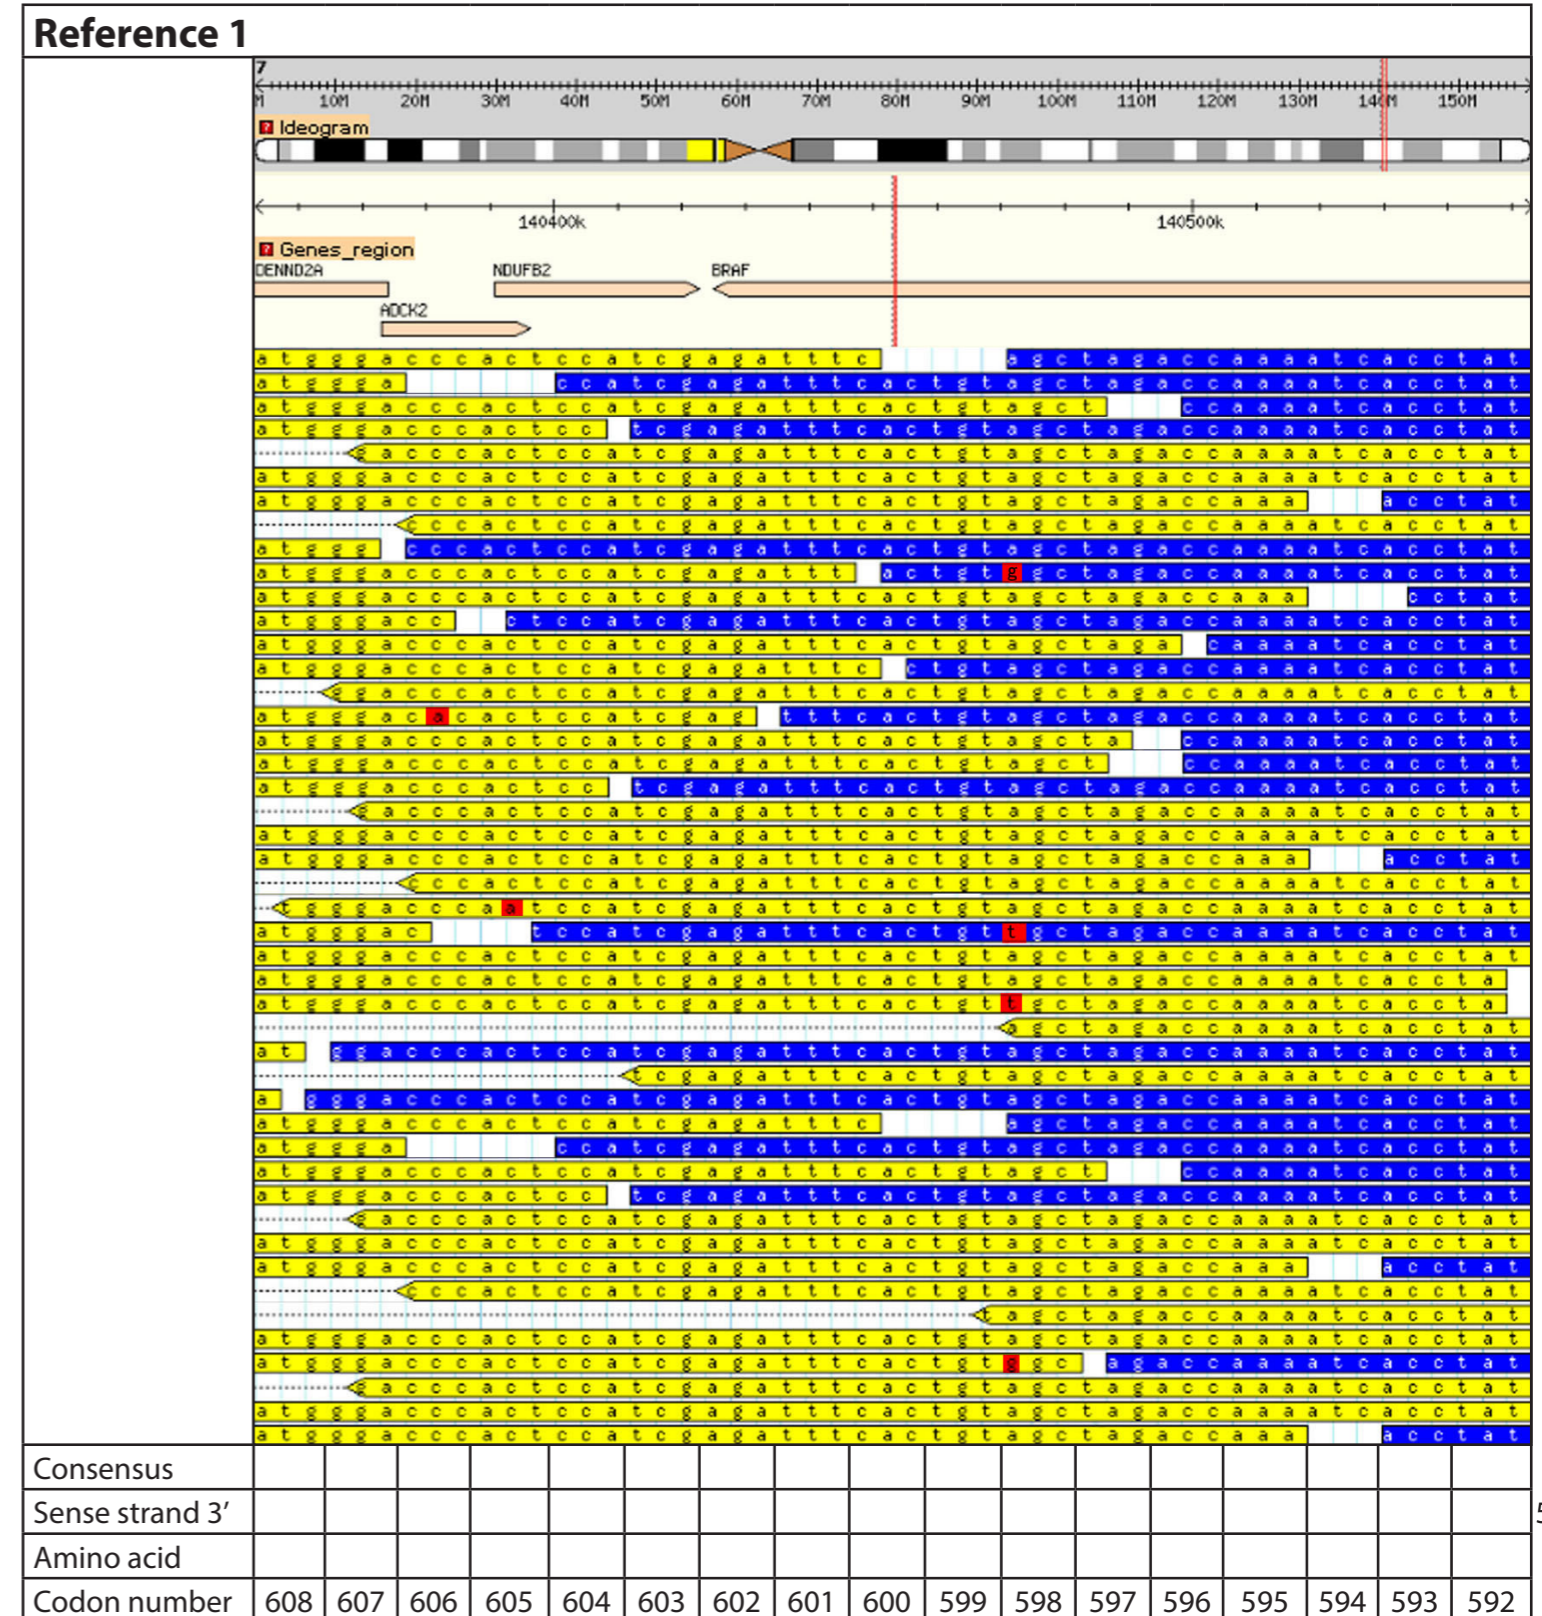 Reference 1
7
M 10M 20M 30M 40M 50M 60M 70M 80M 90M 100M 110M 120M 130M 140M 150M
? Ideogram
140400k 140500k
? Genes_region
DENND2A NDUFB2 BRAF
ADCK2
a t g g g a c c c a c t c c a t c g a g a t t t c a g c t a g a c c a a a a t c a c c t a t
a t g g g a c c a t c g a g a t t t c a c t g t a g c t a g a c c a a a a t c a c c t a t
a t g g g a c c c a c t c c a t c g a g a t t t c a c t g t a g c t c c a a a a t c a c c t a t
a t g g g a c c c a c t c c t c g a g a t t t c a c t g t a g c t a g a c c a a a a t c a c c t a t
g a c c c a c t c c a t c g a g a t t t c a c t g t a g c t a g a c c a a a a t c a c c t a t
a t g g g a c c c a c t c c a t c g a g a t t t c a c t g t a g c t a g a c c a a a a t c a c c t a t
a t g g g a c c c a c t c c a t c g a g a t t t c a c t g t a g c t a g a c c a a a a c c t a t
c c c a c t c c a t c g a g a t t t c a c t g t a g c t a g a c c a a a a t c a c c t a t
a t g g g c c c a c t c c a t c g a g a t t t c a c t g t a g c t a g a c c a a a a t c a c c t a t
a t g g g a c c c a c t c c a t c g a g a t t t a c t g t g g c t a g a c c a a a a t c a c c t a t
a t g g g a c c c a c t c c a t c g a g a t t t c a c t g t a g c t a g a c c a a a c c t a t
a t g g g a c c c t c c a t c g a g a t t t c a c t g t a g c t a g a c c a a a a t c a c c t a t
a t g g g a c c c a c t c c a t c g a g a t t t c a c t g t a g c t a g a c a a a a t c a c c t a t
a t g g g a c c c a c t c c a t c g a g a t t t c c t g t a g c t a g a c c a a a a t c a c c t a t
g g a c c c a c t c c a t c g a g a t t t c a c t g t a g c t a g a c c a a a a t c a c c t a t
a t g g g a c a c a c t c c a t c g a g t t t c a c t g t a g c t a g a c c a a a a t c a c c t a t
a t g g g a c c c a c t c c a t c g a g a t t t c a c t g t a g c t a c c a a a a t c a c c t a t
a t g g g a c c c a c t c c a t c g a g a t t t c a c t g t a g c t c c a a a a t c a c c t a t
a t g g g a c c c a c t c c t c g a g a t t t c a c t g t a g c t a g a c c a a a a t c a c c t a t
g a c c c a c t c c a t c g a g a t t t c a c t g t a g c t a g a c c a a a a t c a c c t a t
a t g g g a c c c a c t c c a t c g a g a t t t c a c t g t a g c t a g a c c a a a a t c a c c t a t
a t g g g a c c c a c t c c a t c g a g a t t t c a c t g t a g c t a g a c c a a a a c c t a t
c c c a c t c c a t c g a g a t t t c a c t g t a g c t a g a c c a a a a t c a c c t a t
t g g g a c c c a a t c c a t c g a g a t t t c a c t g t a g c t a g a c c a a a a t c a c c t a t
a t g g g a c t c c a t c g a g a t t t c a c t g t t g c t a g a c c a a a a t c a c c t a t
a t g g g a c c c a c t c c a t c g a g a t t t c a c t g t a g c t a g a c c a a a a t c a c c t a t
a t g g g a c c c a c t c c a t c g a g a t t t c a c t g t a g c t a g a c c a a a a t c a c c t a
a t g g g a c c c a c t c c a t c g a g a t t t c a c t g t t g c t a g a c c a a a a t c a c c t a
a g c t a g a c c a a a a t c a c c t a t
a t g g a c c c a c t c c a t c g a g a t t t c a c t g t a g c t a g a c c a a a a t c a c c t a t
t c g a g a t t t c a c t g t a g c t a g a c c a a a a t c a c c t a t
a g g g a c c c a c t c c a t c g a g a t t t c a c t g t a g c t a g a c c a a a a t c a c c t a t
a t g g g a c c c a c t c c a t c g a g a t t t c a g c t a g a c c a a a a t c a c c t a t
a t g g g a c c a t c g a g a t t t c a c t g t a g c t a g a c c a a a a t c a c c t a t
a t g g g a c c c a c t c c a t c g a g a t t t c a c t g t a g c t c c a a a a t c a c c t a t
a t g g g a c c c a c t c c t c g a g a t t t c a c t g t a g c t a g a c c a a a a t c a c c t a t
g a c c c a c t c c a t c g a g a t t t c a c t g t a g c t a g a c c a a a a t c a c c t a t
a t g g g a c c c a c t c c a t c g a g a t t t c a c t g t a g c t a g a c c a a a a t c a c c t a t
a t g g g a c c c a c t c c a t c g a g a t t t c a c t g t a g c t a g a c c a a a a c c t a t
c c c a c t c c a t c g a g a t t t c a c t g t a g c t a g a c c a a a a t c a c c t a t
t a g c t a g a c c a a a a t c a c c t a t
a t g g g a c c c a c t c c a t c g a g a t t t c a c t g t a g c t a g a c c a a a a t c a c c t a t
a t g g g a c c c a c t c c a t c g a g a t t t c a c t g t g g c a g a c c a a a a t c a c c t a t
g a c c c a c t c c a t c g a g a t t t c a c t g t a g c t a g a c c a a a a t c a c c t a t
a t g g g a c c c a c t c c a t c g a g a t t t c a c t g t a g c t a g a c c a a a a t c a c c t a t
a t g g g a c c c a c t c c a t c g a g a t t t c a c t g t a g c t a g a c c a a a a c c t a t
Consensus
Sense strand 3′
Amino acid
Codon number 608 607 606 605 604 603 602 601 600 599 598 597 596 595 594 593 592